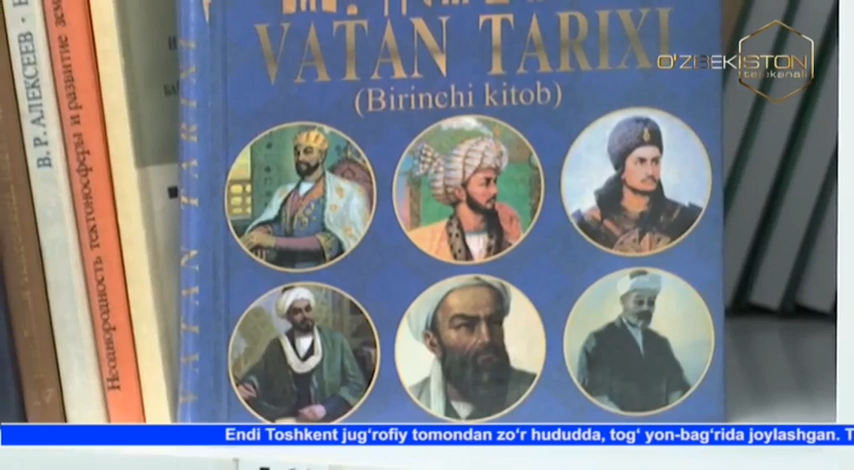 VATAN TARIXI
(Birinchi kitob)
O'ZBEKISTON
telekanali
VATAN TARIXI
В. Р. АЛЕКСЕЕВ
Неоднородность тектоносферы и развитие
Endi Toshkent jug‘rofiy tomondan zo‘r hududda, tog‘ yon-bag‘rida joylashgan. T